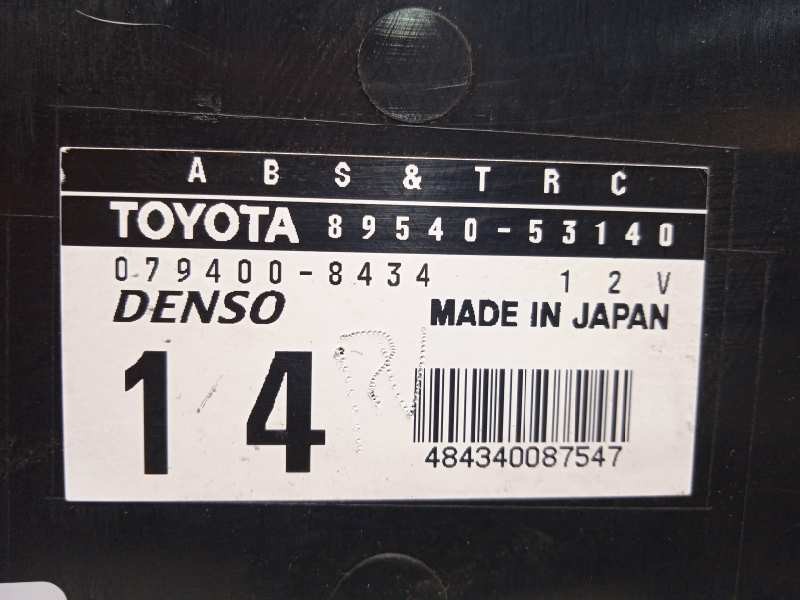 ABS & TRC
TOYOTA 89540-53140
079400-8434 12V
DENSO MADE IN JAPAN
14
484340087547